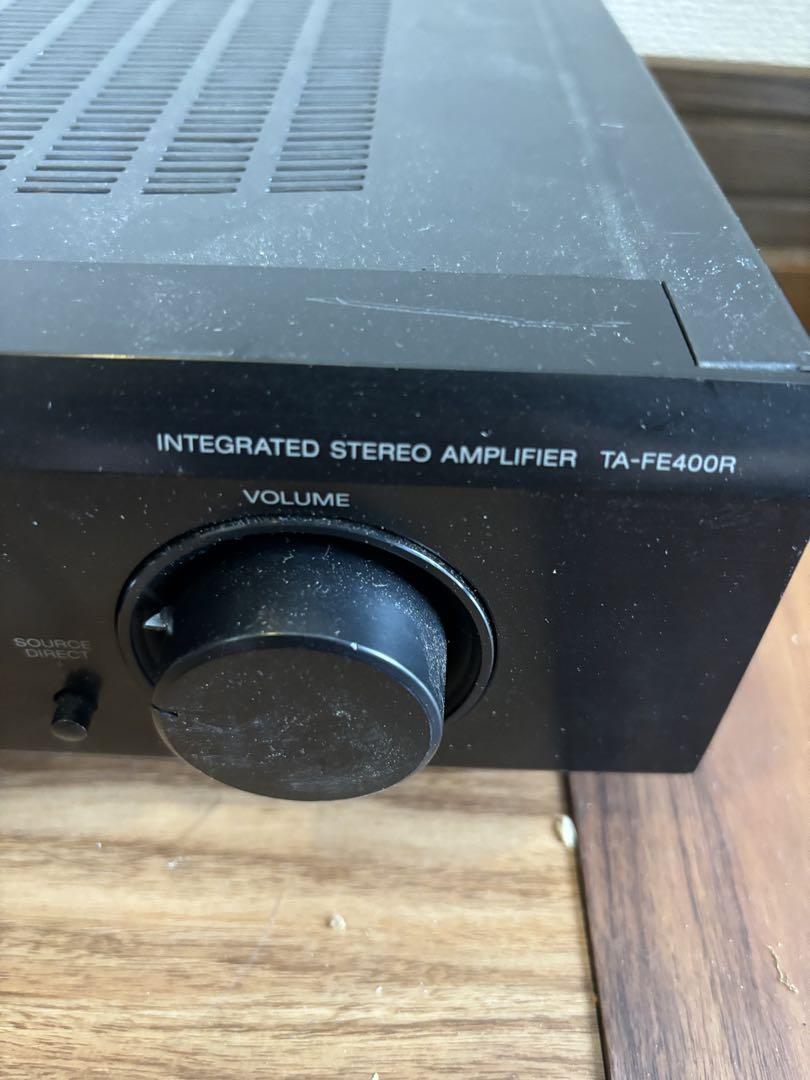 INTEGRATED STEREO AMPLIFIER TA-FE400R
VOLUME
SOURCE
DIRECT